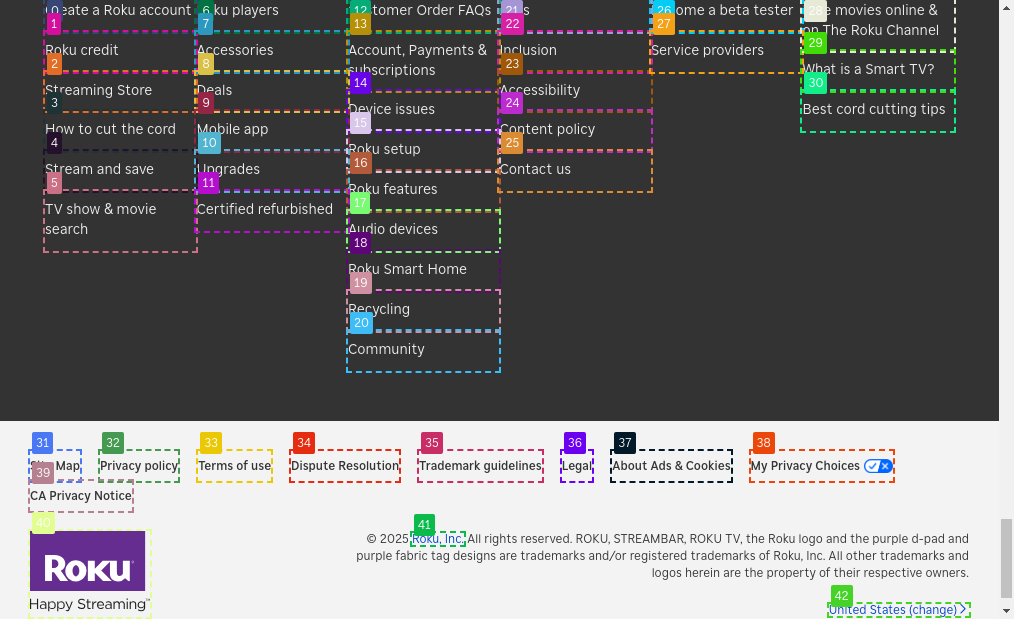 0
Create a Roku account
1
Roku credit
2
Streaming Store
3
How to cut the cord
4
Stream and save
5
TV show & movie
search
6
Roku players
7
Accessories
8
Deals
9
Mobile app
10
Upgrades
11
Certified refurbished
12
Customer Order FAQs
13
Account, Payments &
subscriptions
14
Device issues
15
Roku setup
16
Roku features
17
Audio devices
18
Roku Smart Home
19
Recycling
20
Community
21
22
Inclusion
23
Accessibility
24
Content policy
25
Contact us
26
Become a beta tester
27
Service providers
28
movies online &
on The Roku Channel
29
What is a Smart TV?
30
Best cord cutting tips
31
Site Map
32
Privacy policy
33
Terms of use
34
Dispute Resolution
35
Trademark guidelines
36
Legal
37
About Ads & Cookies
38
My Privacy Choices
39
CA Privacy Notice
40
ROKU
Happy Streaming™
41
© 2025 Roku, Inc. All rights reserved. ROKU, STREAMBAR, ROKU TV, the Roku logo and the purple d-pad and
purple fabric tag designs are trademarks and/or registered trademarks of Roku, Inc. All other trademarks and
logos herein are the property of their respective owners.
42
United States (change)